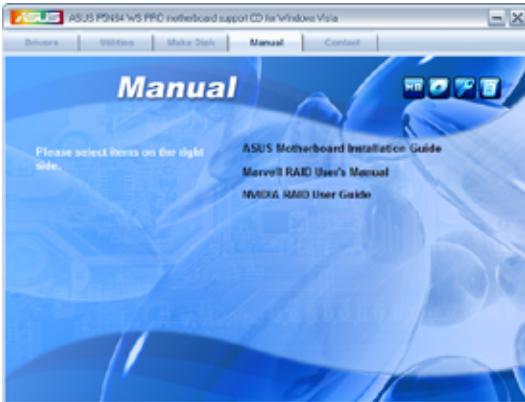 ASUS
ASUS P5N64 WS PRO motherboard support CD for Windows Vista
Drivers
Utilities
Make Disk
Manual
Contact
Manual
Please select items on the right
side.
ASUS Motherboard Installation Guide
Marvell RAID User's Manual
NVIDIA RAID User Guide